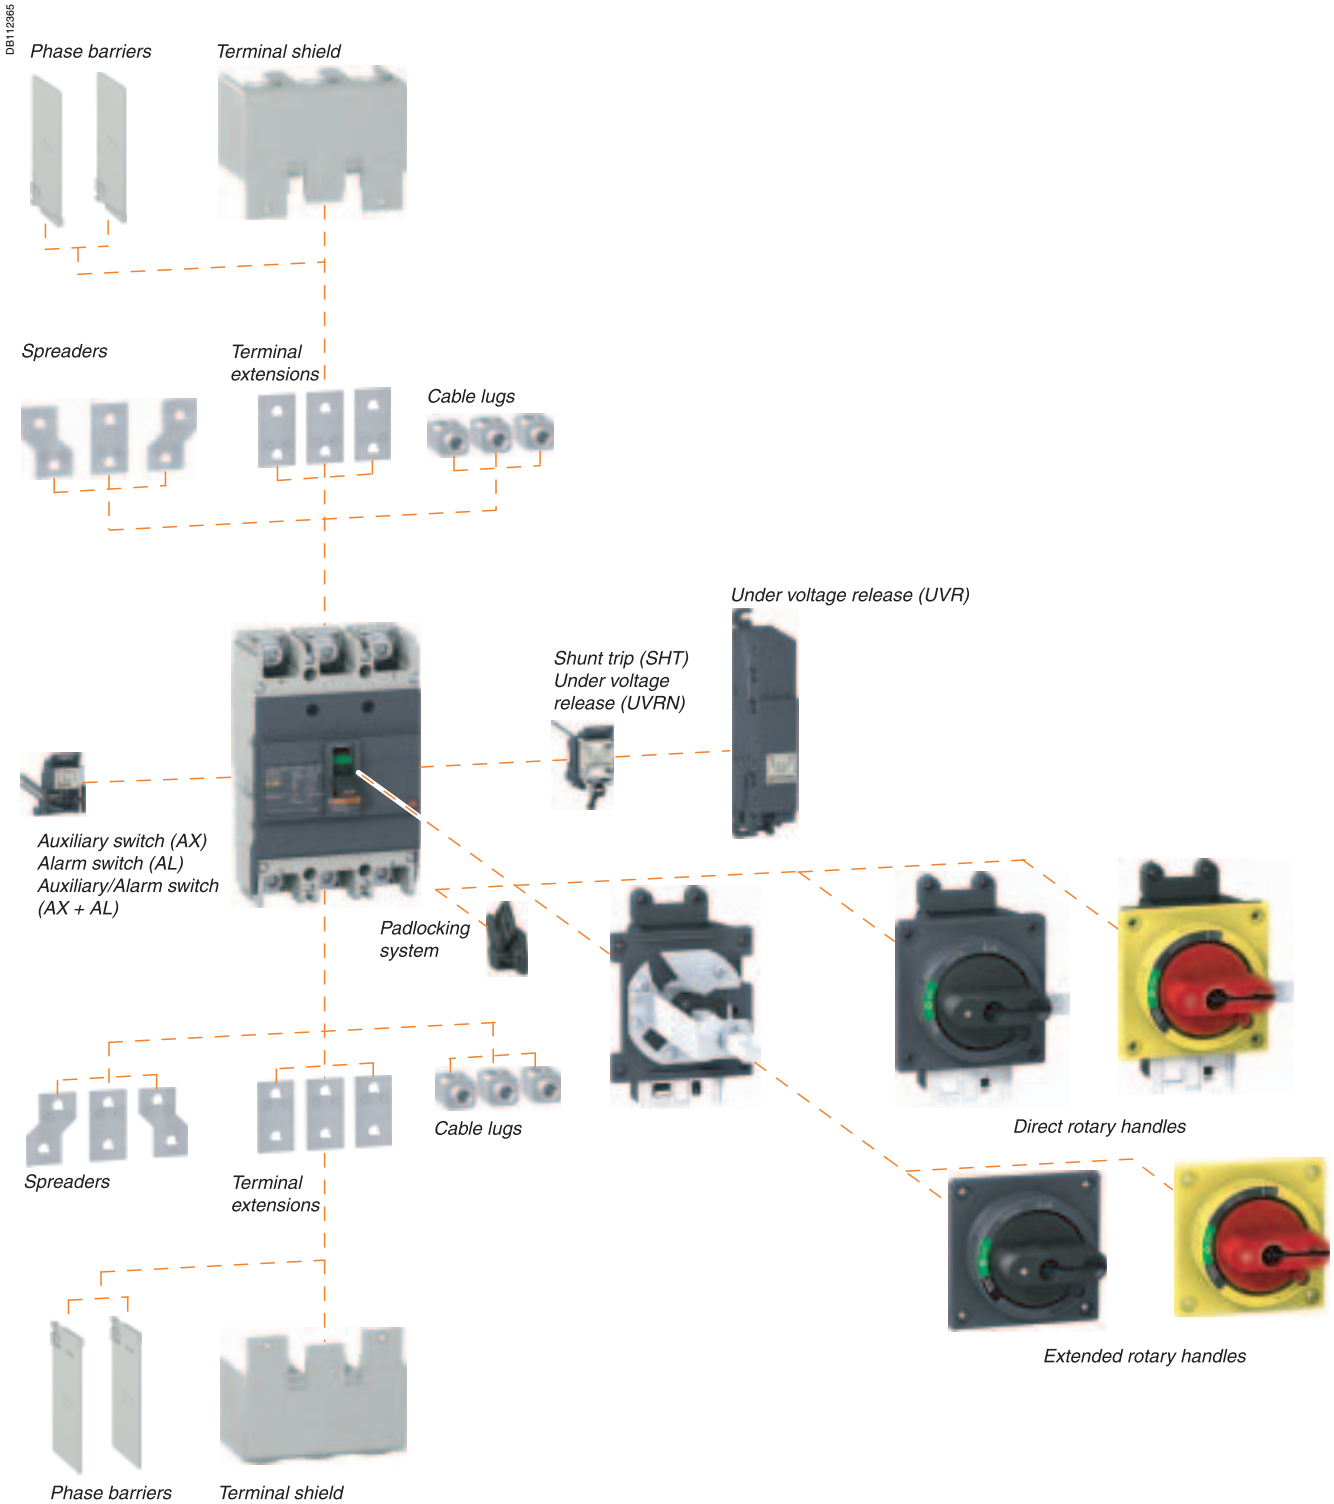 DB112365
Phase barriers
Terminal shield
Spreaders
Terminal
extensions
Cable lugs
Under voltage release (UVR)
Shunt trip (SHT)
Under voltage
release (UVRN)
Auxiliary switch (AX)
Alarm switch (AL)
Auxiliary/Alarm switch
(AX + AL)
Padlocking
system
Direct rotary handles
Cable lugs
Spreaders
Terminal
extensions
Extended rotary handles
Phase barriers
Terminal shield